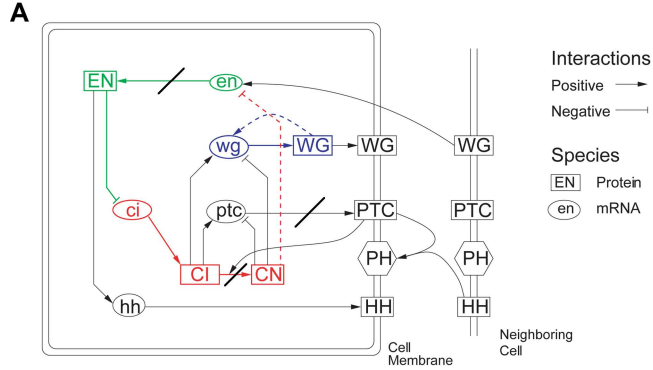 A
EN
en
Interactions
Positive
Negative
wg
WG
WG
WG
Species
EN
Protein
en
mRNA
ci
ptc
PTC
PTC
PH
PH
CI
CN
hh
HH
HH
Cell
Membrane
Neighboring
Cell